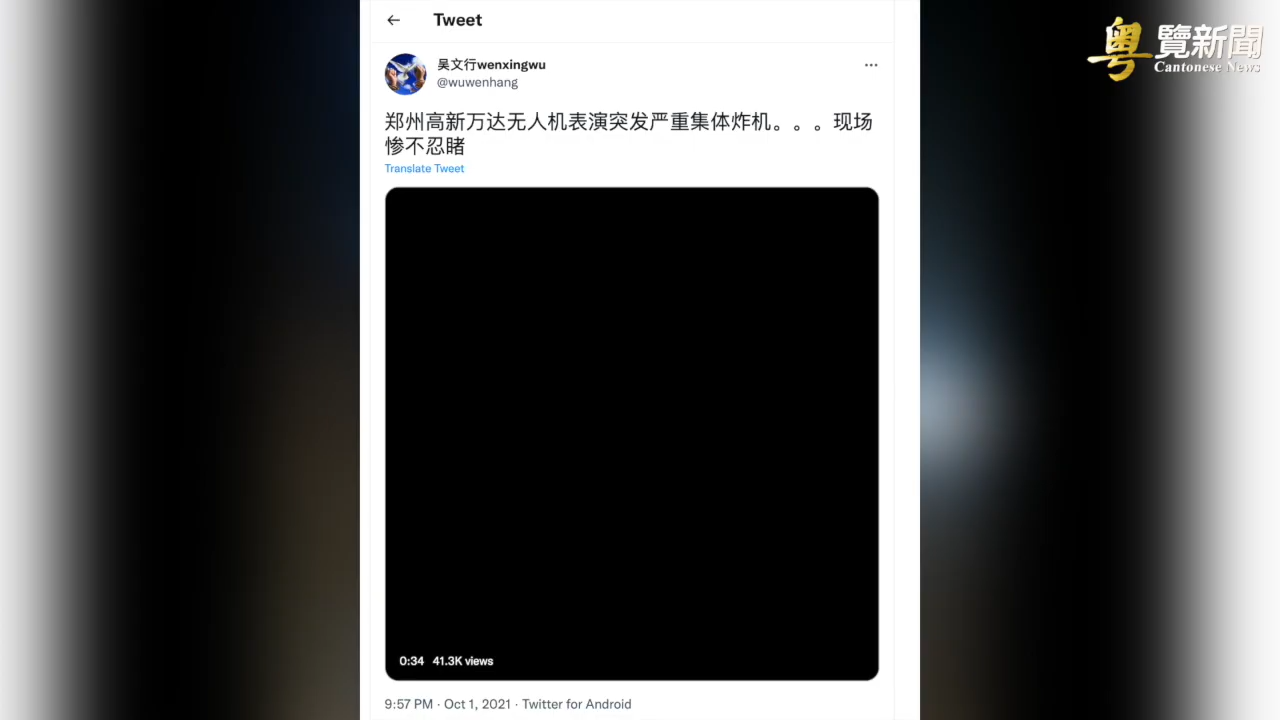 Tweet
粤覽新聞
Cantonese News
吴文行wenxingwu
@wuwenhang
郑州高新万达无人机表演突发严重集体炸机。。。现场
惨不忍睹
Translate Tweet
0:34 41.3K views
9:57 PM · Oct 1, 2021 · Twitter for Android